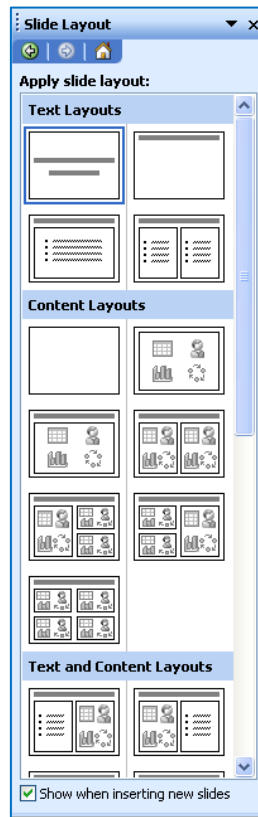 Slide Layout
Apply slide layout:
Text Layouts
Content Layouts
Text and Content Layouts
Show when inserting new slides